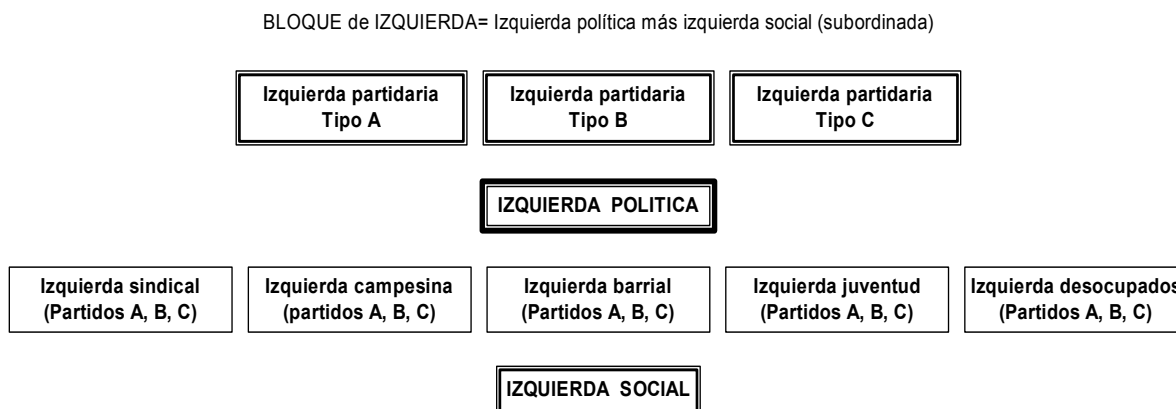 BLOQUE de IZQUIERDA= Izquierda política más izquierda social (subordinada)
Izquierda partidaria
Tipo A
Izquierda partidaria
Tipo B
Izquierda partidaria
Tipo C
IZQUIERDA POLITICA
Izquierda sindical
(Partidos A, B, C)
Izquierda campesina
(partidos A, B, C)
Izquierda barrial
(Partidos A, B, C)
Izquierda juventud
(Partidos A, B, C)
Izquierda desocupados
(Partidos A, B, C)
IZQUIERDA SOCIAL